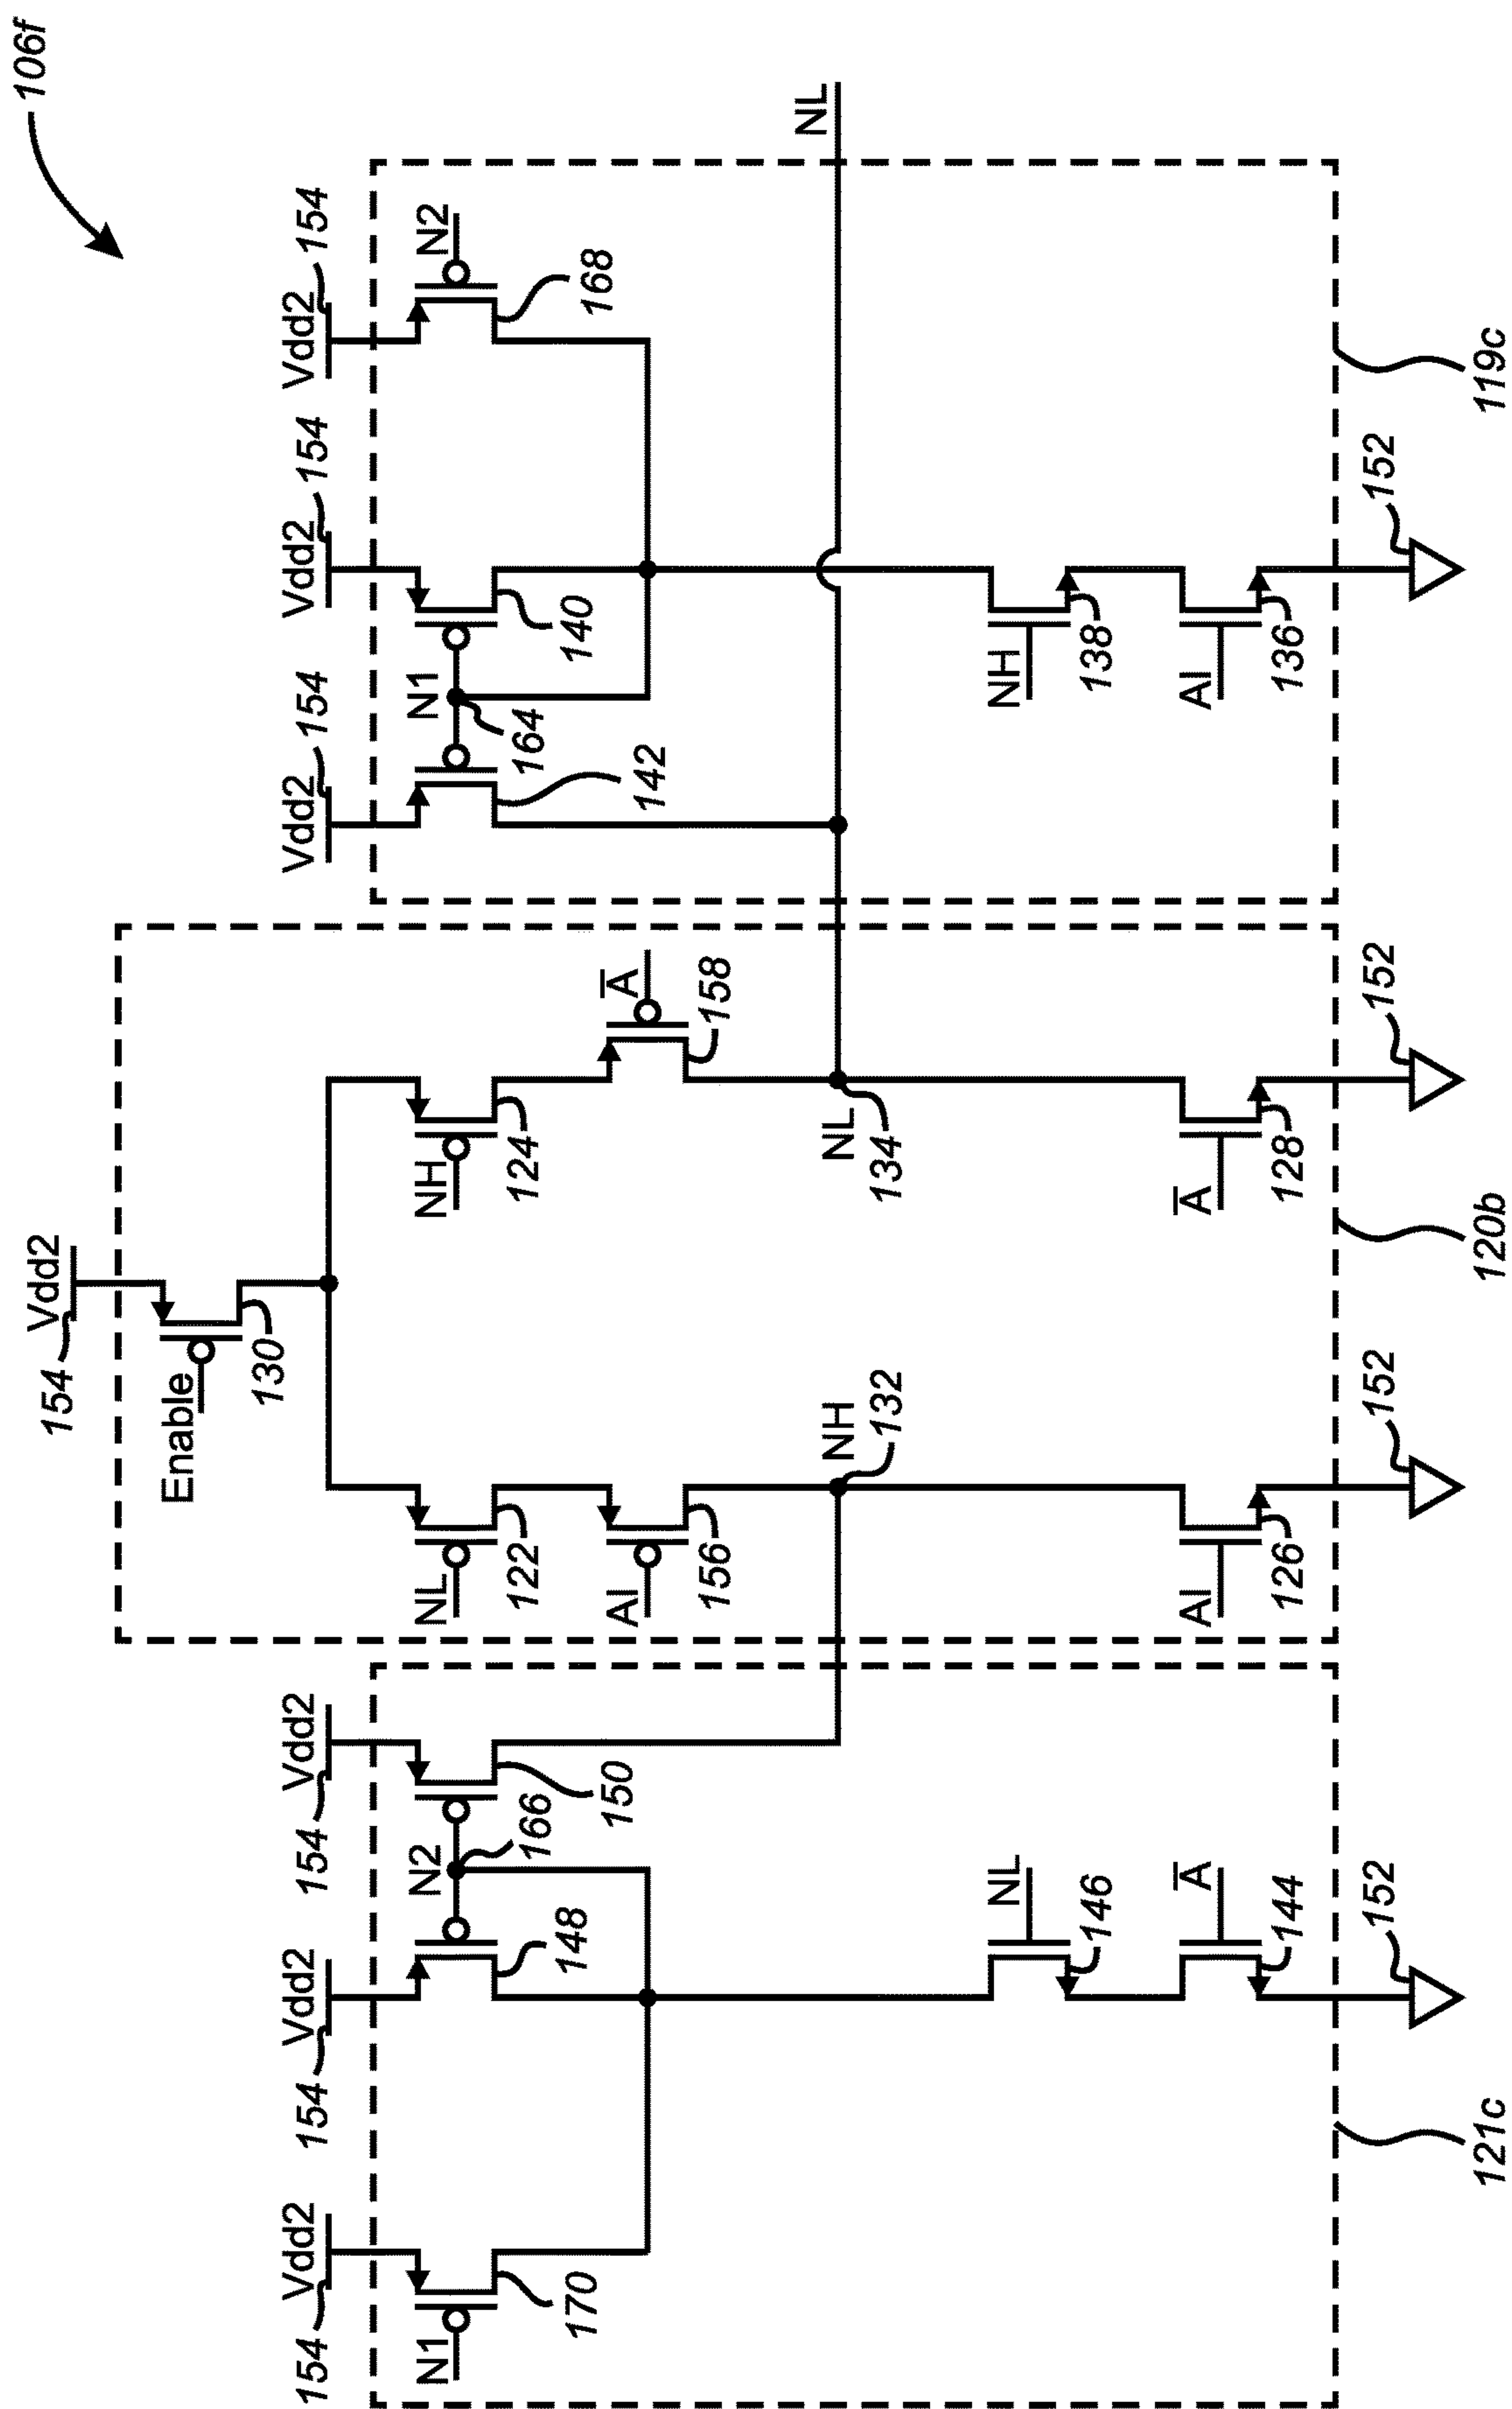 106f
Vdd2
154
Enable
130
Vdd2 Vdd2 Vdd2 Vdd2 Vdd2 Vdd2
154 154 154 154 154 154
N1 N2 NL NH N1 N2
166 122 124 164
170 148 140 168
150 AI A̅ 142
156 158
NH NL NL
132 134
NL NH
146 138
A̅ AI A̅ AI
144 126 128 136
152 152 152 152
121c 120b 119c